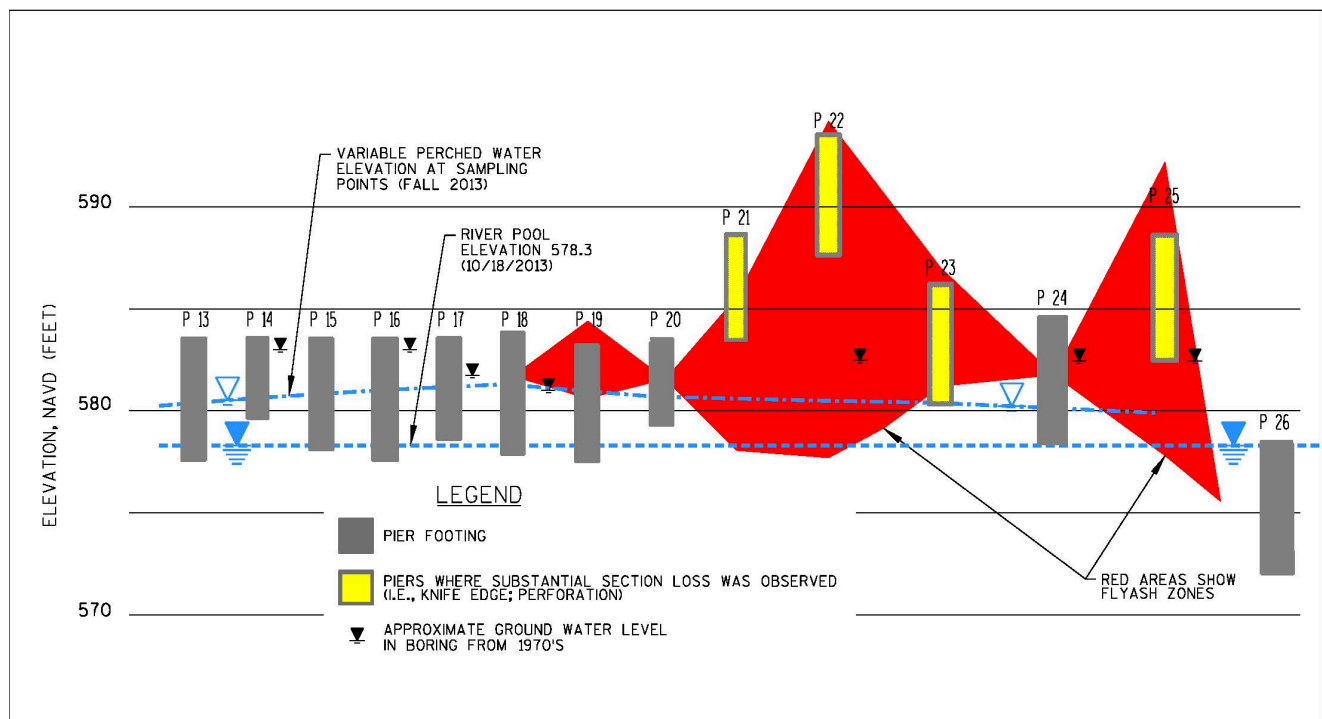 P 22
VARIABLE PERCHED WATER
ELEVATION AT SAMPLING
POINTS (FALL 2013)
590
P 25
P 21
RIVER POOL
ELEVATION 578.3
(10/18/2013)
P 23
P 24
P 13
P 14
P 15
P 16
P 17
P 18
P 19
P 20
580
P 26
ELEVATION, NAVD (FEET)
LEGEND
PIER FOOTING
PIERS WHERE SUBSTANTIAL SECTION LOSS WAS OBSERVED
(I.E., KNIFE EDGE; PERFORATION)
RED AREAS SHOW
FLYASH ZONES
570
APPROXIMATE GROUND WATER LEVEL
IN BORING FROM 1970'S